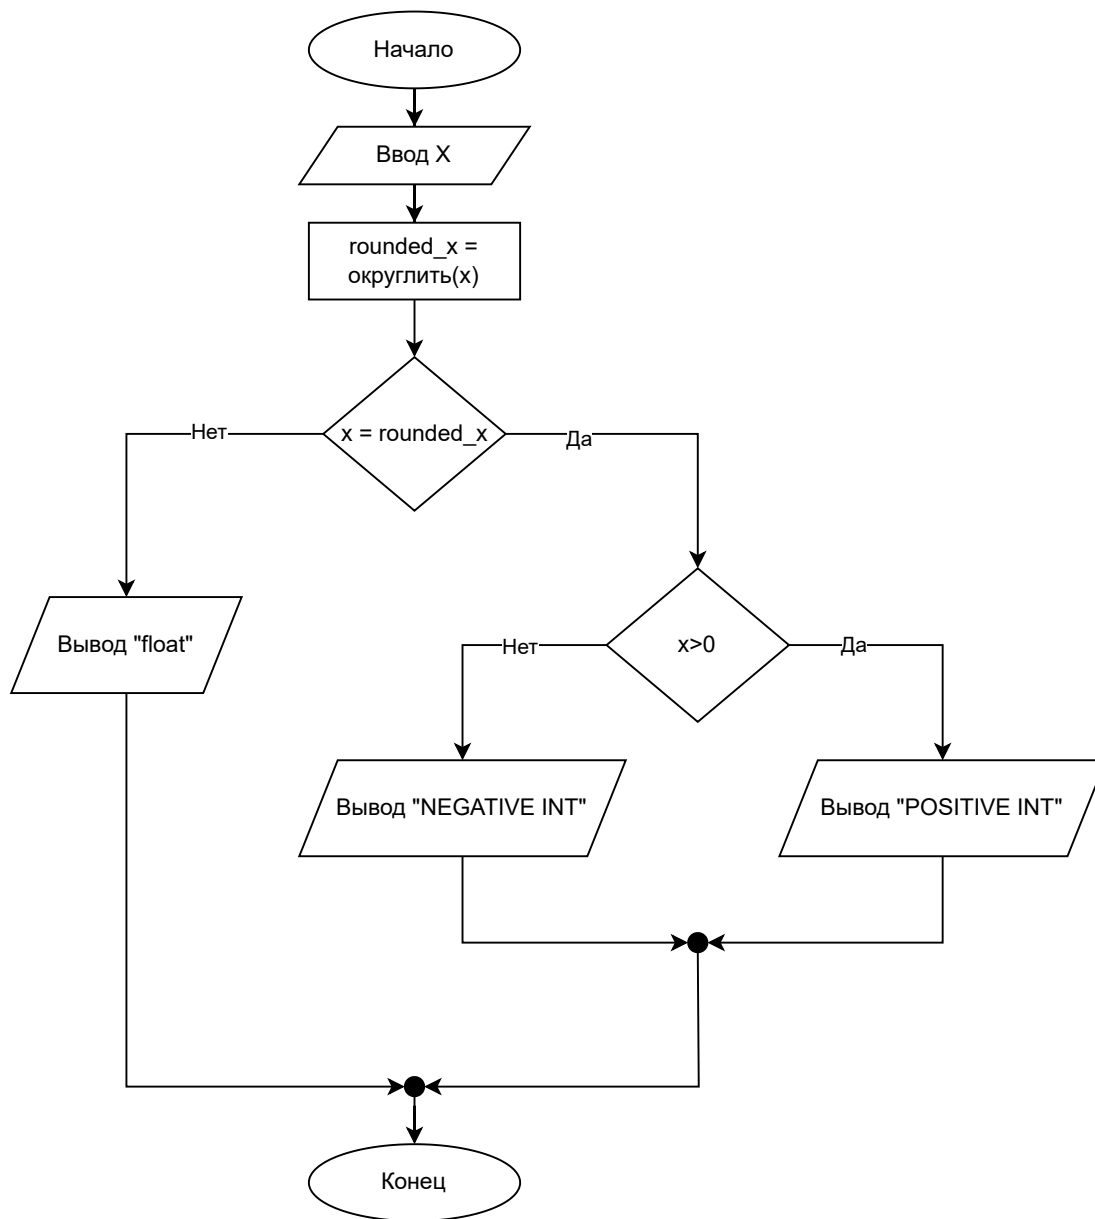 Начало
Ввод X
rounded_x =
округлить(x)
x = rounded_x
Нет
Да
Вывод "float"
x>0
Нет
Да
Вывод "NEGATIVE INT"
Вывод "POSITIVE INT"
Конец